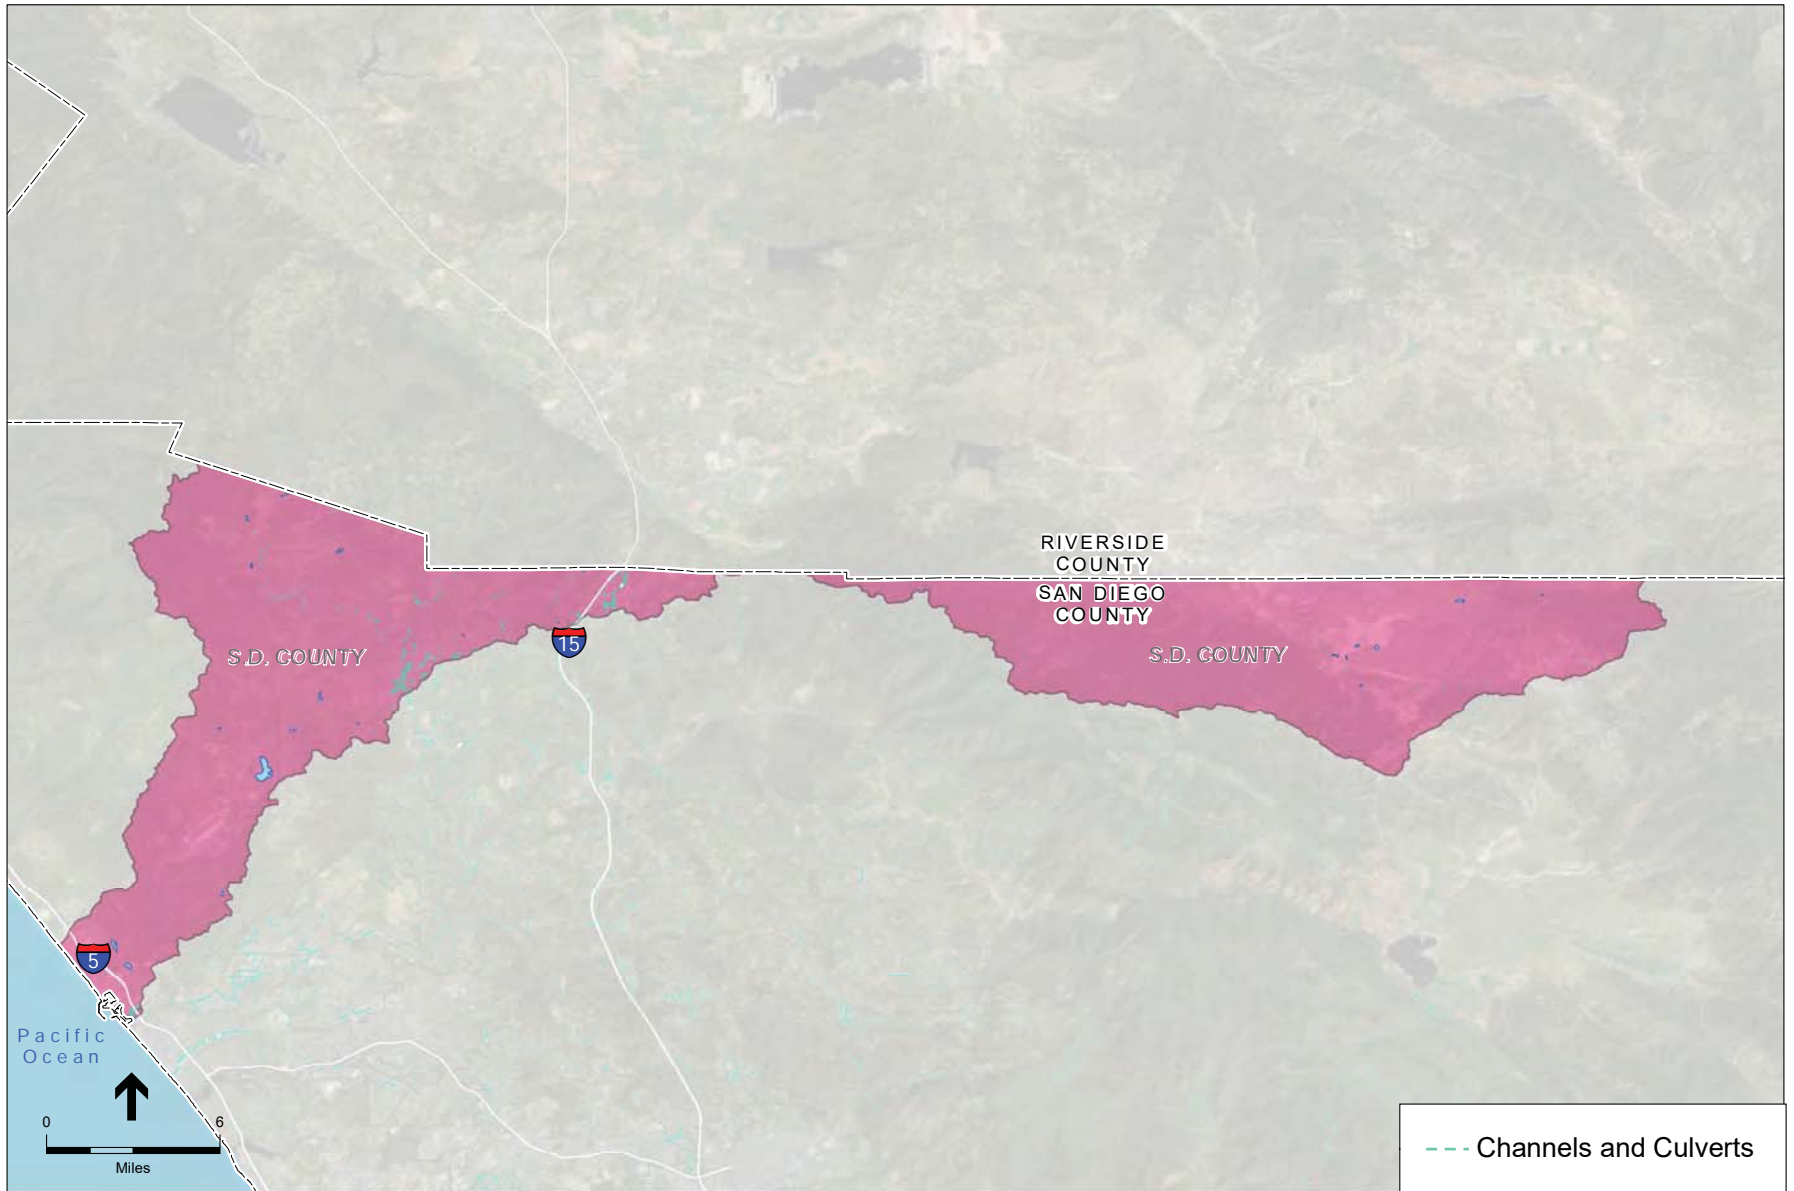 RIVERSIDE
COUNTY
SAN DIEGO
COUNTY
S.D. COUNTY
S.D. COUNTY
15
5
Pacific
Ocean
0 6
Miles
Channels and Culverts